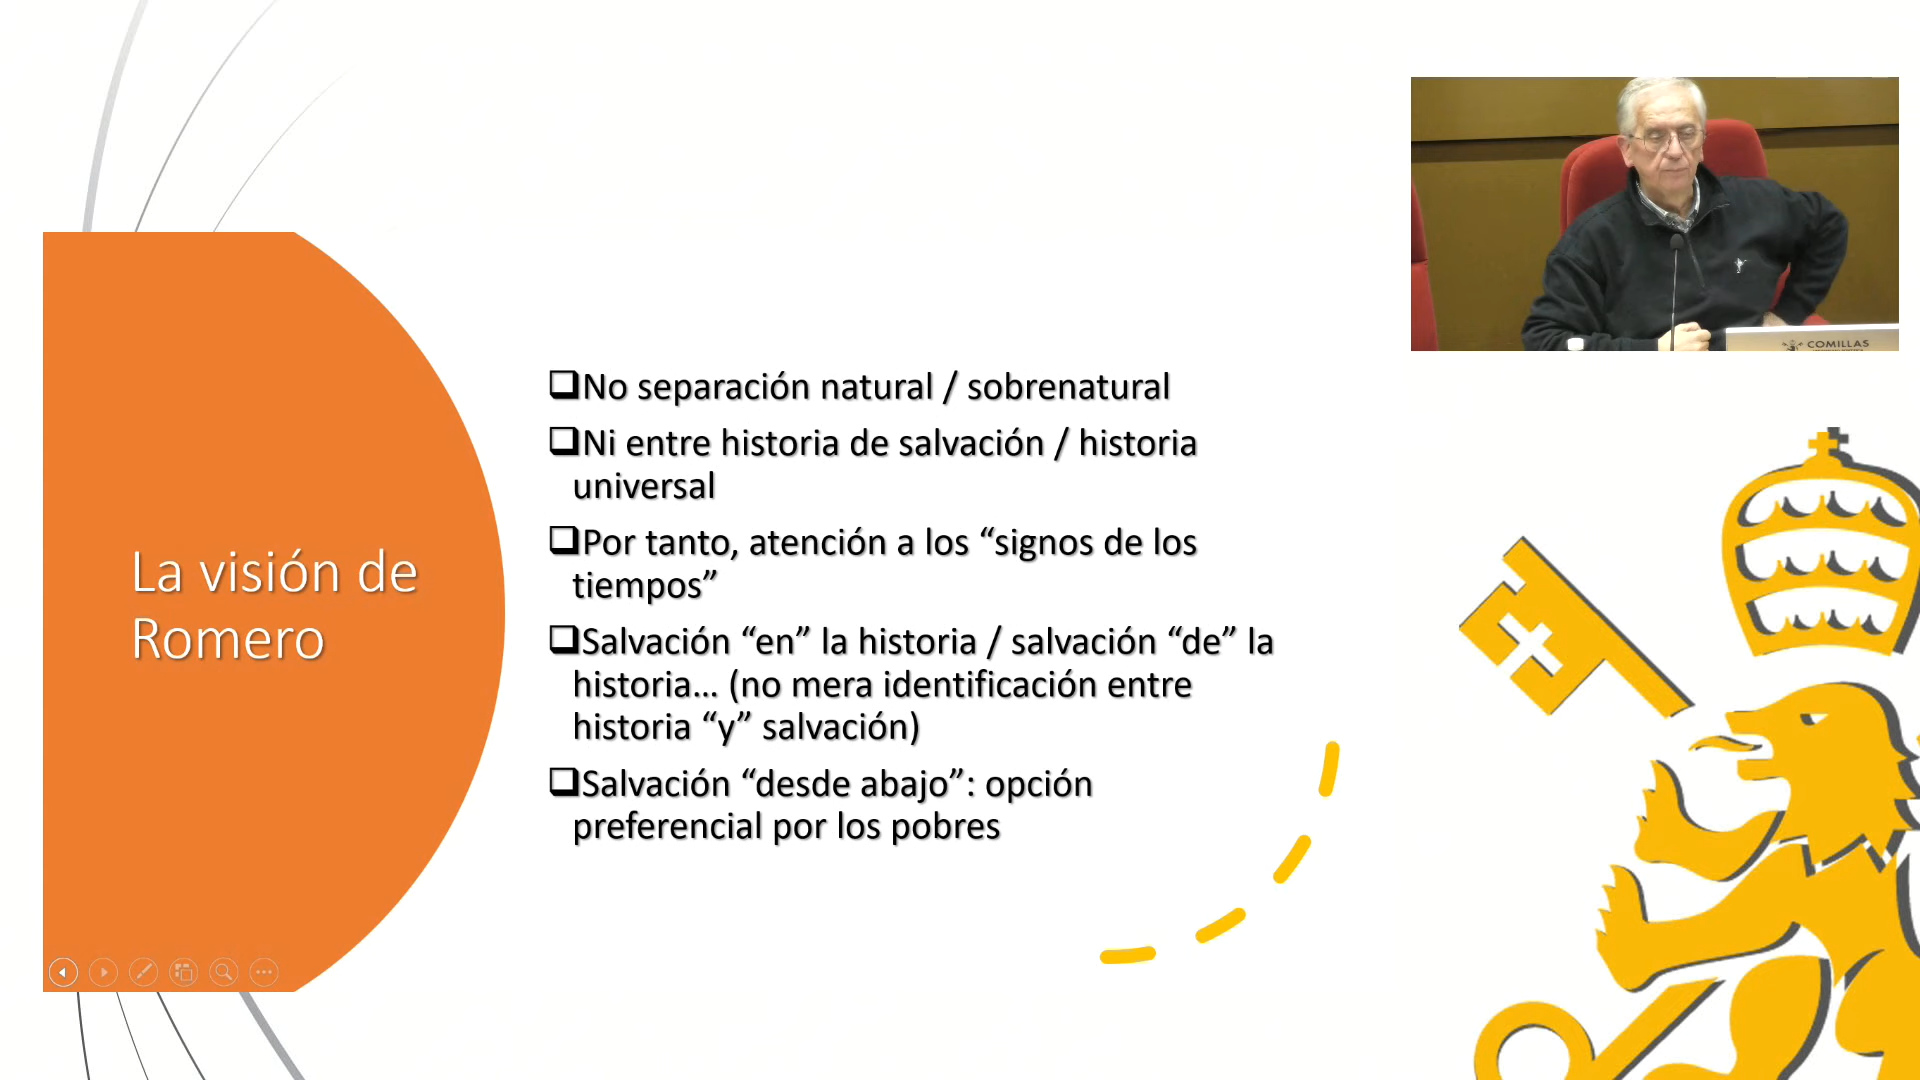 La visión de
Romero
❑No separación natural / sobrenatural
❑Ni entre historia de salvación / historia
universal
❑Por tanto, atención a los “signos de los
tiempos”
❑Salvación “en” la historia / salvación “de” la
historia… (no mera identificación entre
historia “y” salvación)
❑Salvación “desde abajo”: opción
preferencial por los pobres
COMILLAS